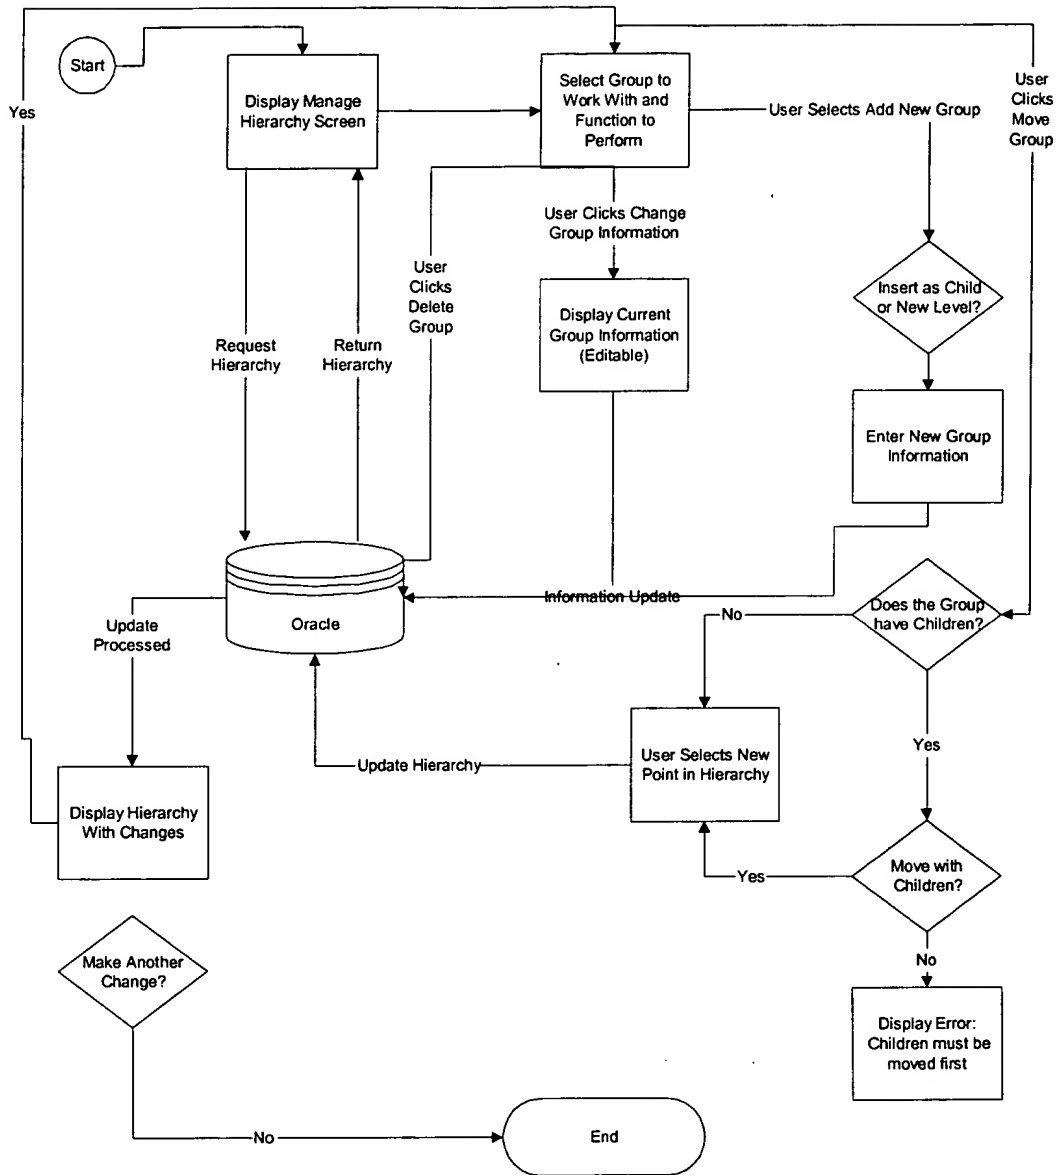 Start
Yes
Display Manage
Hierarchy Screen
Select Group to
Work With and
Function to
Perform
User Selects Add New Group
User
Clicks
Move
Group
User Clicks Change
Group Information
User
Clicks
Delete
Group
Insert as Child
or New Level?
Display Current
Group Information
(Editable)
Request
Hierarchy
Return
Hierarchy
Enter New Group
Information
Information Update
Oracle
Update
Processed
Does the Group
have Children?
No
Yes
User Selects New
Point in Hierarchy
Update Hierarchy
Display Hierarchy
With Changes
Move with
Children?
Yes
No
Make Another
Change?
Display Error:
Children must be
moved first
No
End